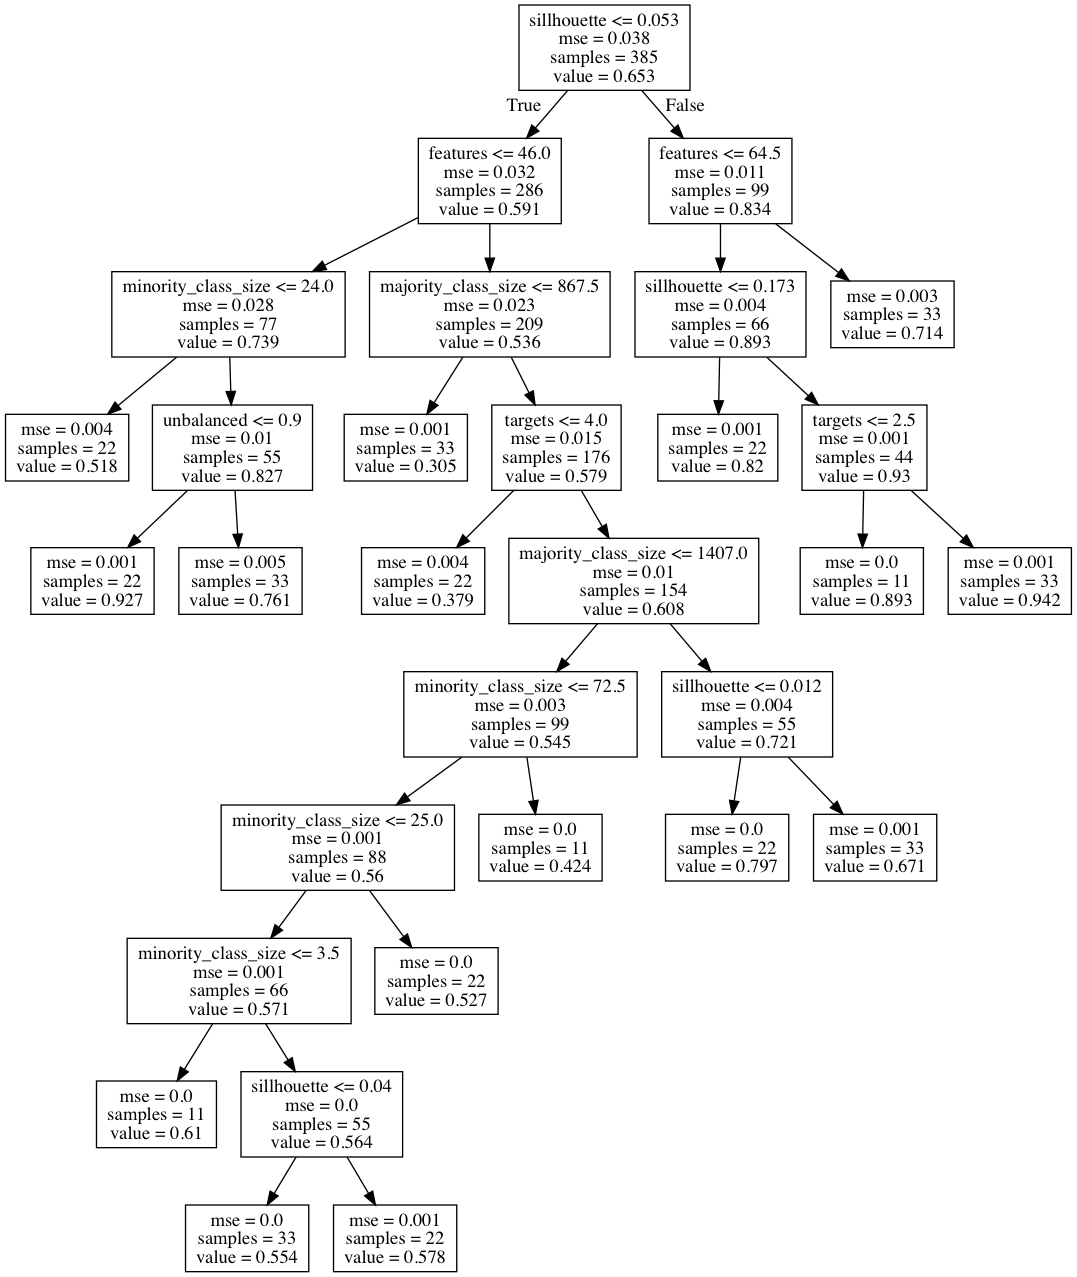 sillhouette <= 0.053
mse = 0.038
samples = 385
value = 0.653
True
False
features <= 46.0
mse = 0.032
samples = 286
value = 0.591
features <= 64.5
mse = 0.011
samples = 99
value = 0.834
minority_class_size <= 24.0
mse = 0.028
samples = 77
value = 0.739
majority_class_size <= 867.5
mse = 0.023
samples = 209
value = 0.536
sillhouette <= 0.173
mse = 0.004
samples = 66
value = 0.893
mse = 0.003
samples = 33
value = 0.714
mse = 0.004
samples = 22
value = 0.518
unbalanced <= 0.9
mse = 0.01
samples = 55
value = 0.827
mse = 0.001
samples = 33
value = 0.305
targets <= 4.0
mse = 0.015
samples = 176
value = 0.579
mse = 0.001
samples = 22
value = 0.82
targets <= 2.5
mse = 0.001
samples = 44
value = 0.93
mse = 0.001
samples = 22
value = 0.927
mse = 0.005
samples = 33
value = 0.761
mse = 0.004
samples = 22
value = 0.379
majority_class_size <= 1407.0
mse = 0.01
samples = 154
value = 0.608
mse = 0.0
samples = 11
value = 0.893
mse = 0.001
samples = 33
value = 0.942
minority_class_size <= 72.5
mse = 0.003
samples = 99
value = 0.545
sillhouette <= 0.012
mse = 0.004
samples = 55
value = 0.721
minority_class_size <= 25.0
mse = 0.001
samples = 88
value = 0.56
mse = 0.0
samples = 11
value = 0.424
mse = 0.0
samples = 22
value = 0.797
mse = 0.001
samples = 33
value = 0.671
minority_class_size <= 3.5
mse = 0.001
samples = 66
value = 0.571
mse = 0.0
samples = 22
value = 0.527
mse = 0.0
samples = 11
value = 0.61
sillhouette <= 0.04
mse = 0.0
samples = 55
value = 0.564
mse = 0.0
samples = 33
value = 0.554
mse = 0.001
samples = 22
value = 0.578